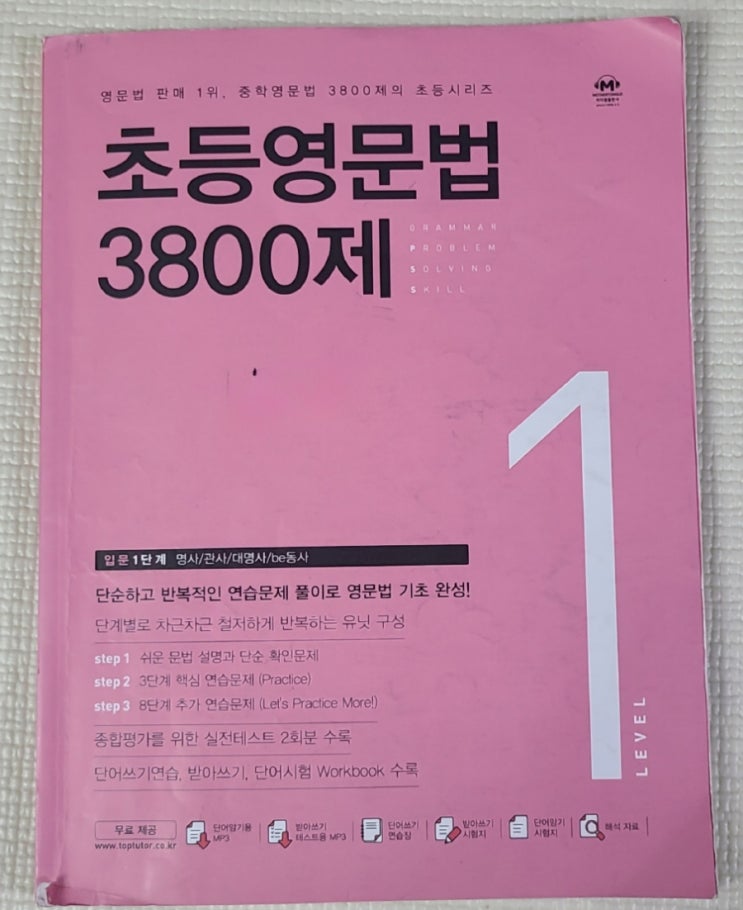 영문법 판매 1위, 중학영문법 3800제의 초등시리즈
MOTHERTONGUE
초등영문법
3800제
GRAMMAR
PROBLEM
SOLVING
SKILL
1
LEVEL
입문 1단계 명사/관사/대명사/be동사
단순하고 반복적인 연습문제 풀이로 영문법 기초 완성!
단계별로 차근차근 철저하게 반복하는 유닛 구성
step 1 쉬운 문법 설명과 단순 확인문제
step 2 3단계 핵심 연습문제 (Practice)
step 3 8단계 추가 연습문제 (Let's Practice More!)
종합평가를 위한 실전테스트 2회분 수록
단어쓰기연습, 받아쓰기, 단어시험 Workbook 수록
무료 제공
www.toptutor.co.kr
단어암기용
MP3
받아쓰기
테스트용 MP3
단어쓰기
연습장
받아쓰기
시험지
단어암기
시험지
해석 자료